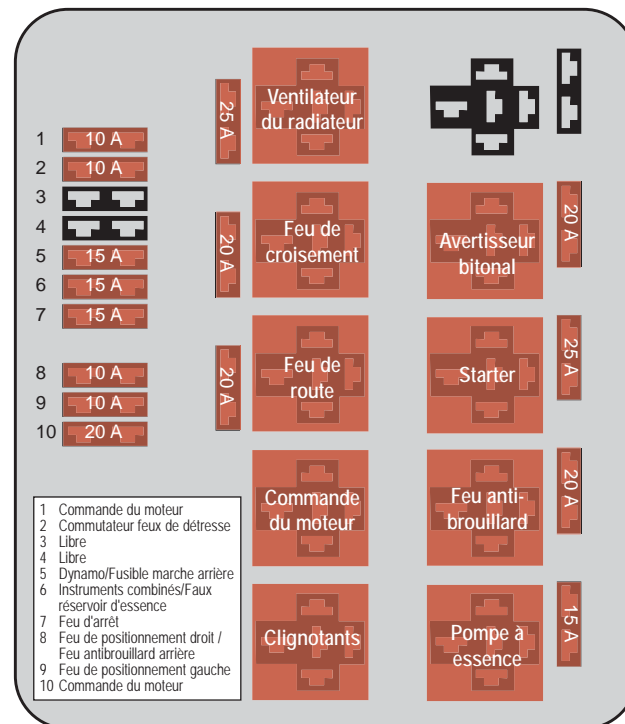 25 A
Ventilateur
du radiateur
1 10 A
2 10 A
3
4
5 15 A
6 15 A
7 15 A
20 A
Feu de
croisement
Avertisseur
bitonal
20 A
8 10 A
9 10 A
10 20 A
20 A
Feu de
route
Starter
25 A
Commande
du moteur
Feu anti-
brouillard
20 A
Clignotants
Pompe à
essence
15 A
1 Commande du moteur
2 Commutateur feux de détresse
3 Libre
4 Libre
5 Dynamo/Fusible marche arrière
6 Instruments combinés/Faux
réservoir d'essence
7 Feu d'arrêt
8 Feu de positionnement droit /
Feu antibrouillard arrière
9 Feu de positionnement gauche
10 Commande du moteur